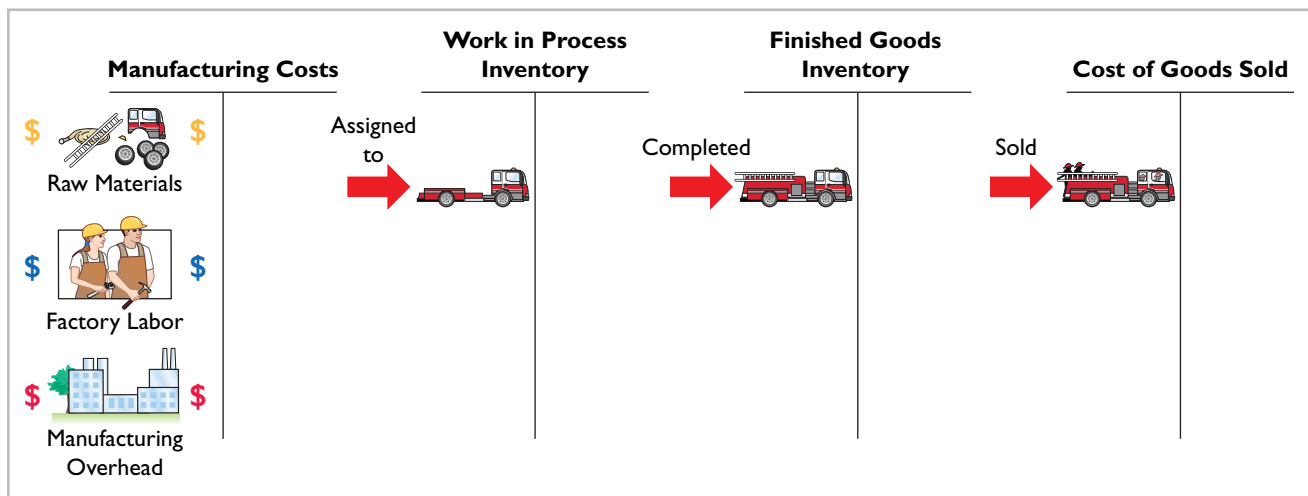 Manufacturing Costs
Work in Process
Inventory
Finished Goods
Inventory
Cost of Goods Sold
$ $
Raw Materials
$ $
Factory Labor
$ $
Manufacturing
Overhead
Assigned
to
Completed
Sold